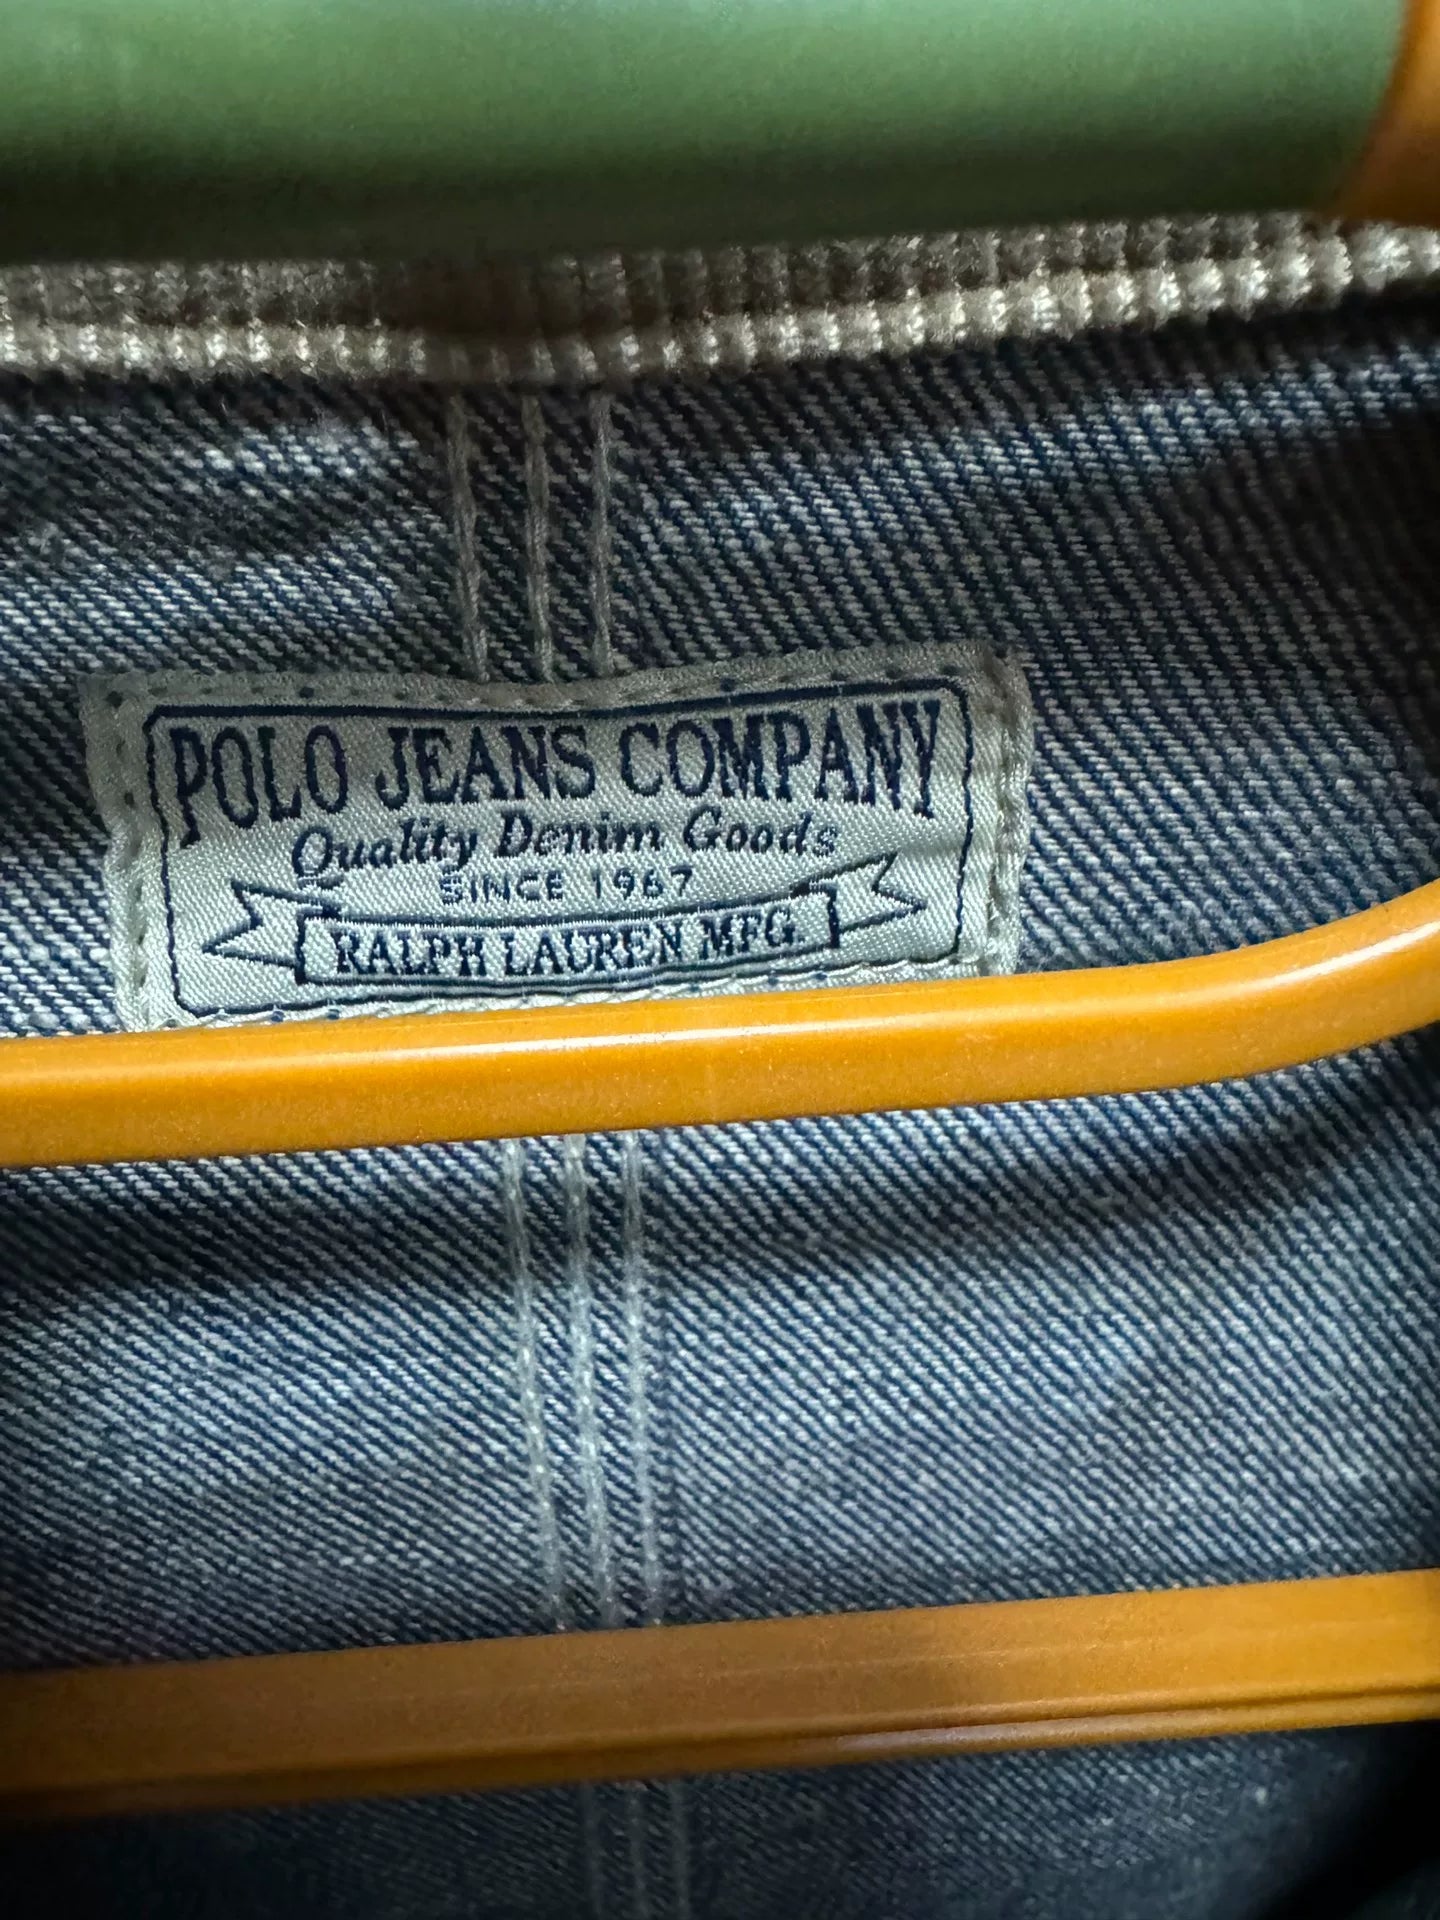 POLO JEANS COMPANY
Quality Denim Goods
SINCE 1967
RALPH LAUREN MFG.